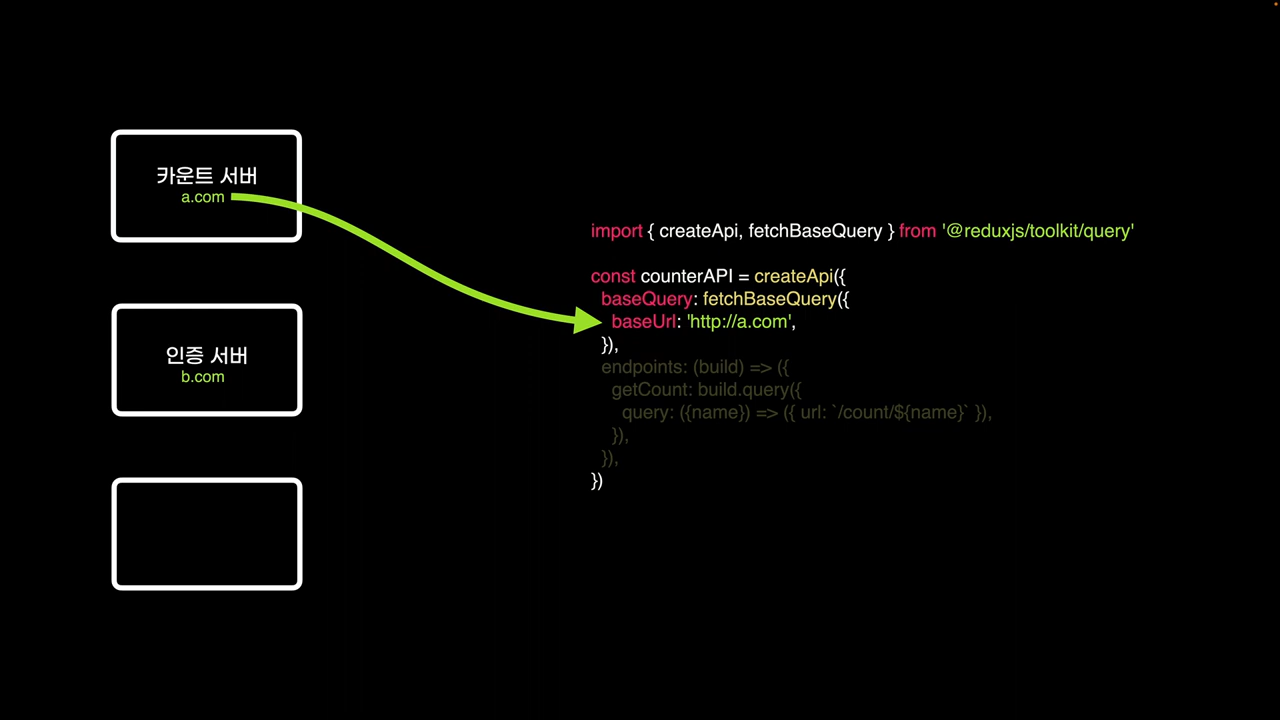 카운트 서버
a.com
인증 서버
b.com
import { createApi, fetchBaseQuery } from '@reduxjs/toolkit/query'
const counterAPI = createApi({
baseQuery: fetchBaseQuery({
baseUrl: 'http://a.com',
}),
endpoints: (build) => ({
getCount: build.query({
query: ({name}) => ({ url: `/count/${name}` }),
}),
}),
})